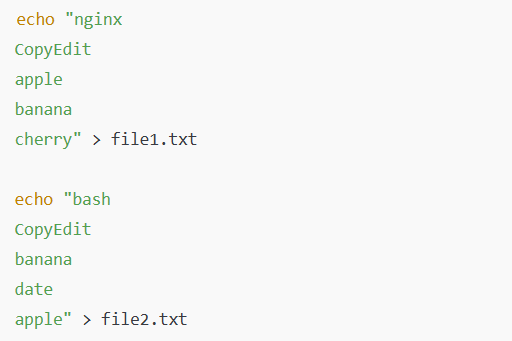 echo "nginx
CopyEdit
apple
banana
cherry" > file1.txt
echo "bash
CopyEdit
banana
date
apple" > file2.txt